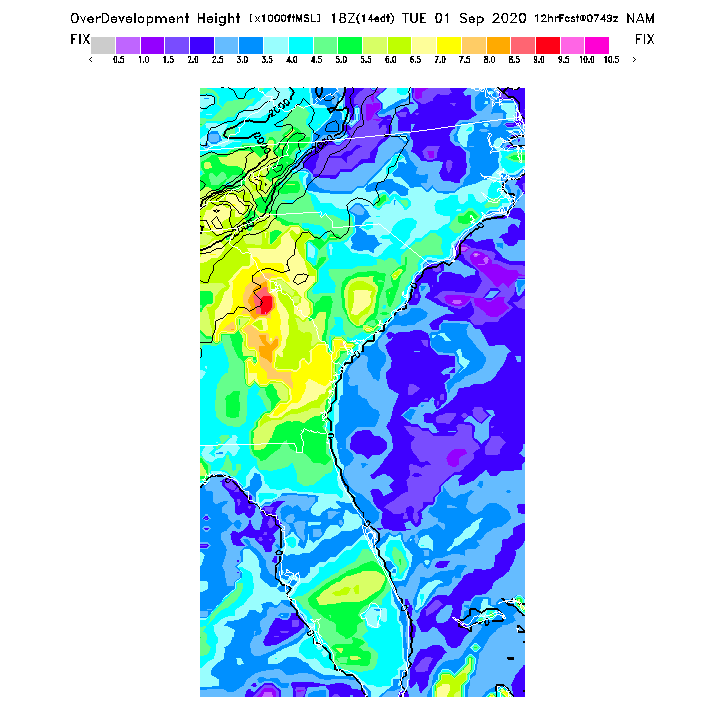 OverDevelopment Height [x1000ftMSL] 18Z(14edt) TUE 01 Sep 2020 12hrFcst@0749z NAM
FIX FIX
< 0.5 1.0 1.5 2.0 2.5 3.0 3.5 4.0 4.5 5.0 5.5 6.0 6.5 7.0 7.5 8.0 8.5 9.0 9.5 10.0 10.5 >
2000